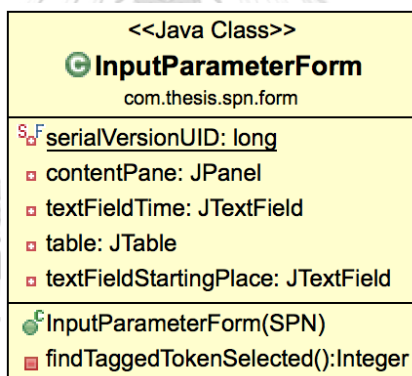 <<Java Class>>
C InputParameterForm
com.thesis.spn.form
S F serialVersionUID: long
contentPane: JPanel
textFieldTime: JTextField
table: JTable
textFieldStartingPlace: JTextField
C InputParameterForm(SPN)
findTaggedTokenSelected():Integer